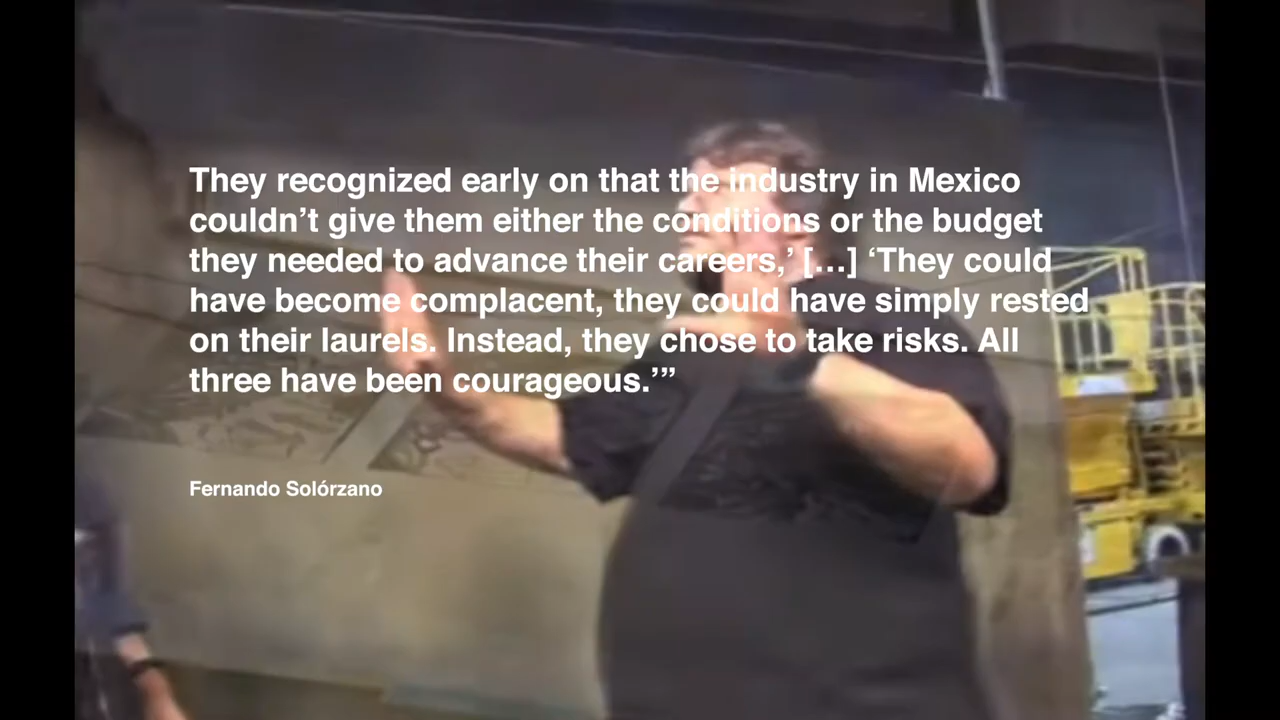 They recognized early on that the industry in Mexico
couldn’t give them either the conditions or the budget
they needed to advance their careers,’ […] ‘They could
have become complacent, they could have simply rested
on their laurels. Instead, they chose to take risks. All
three have been courageous.’”
Fernando Solórzano